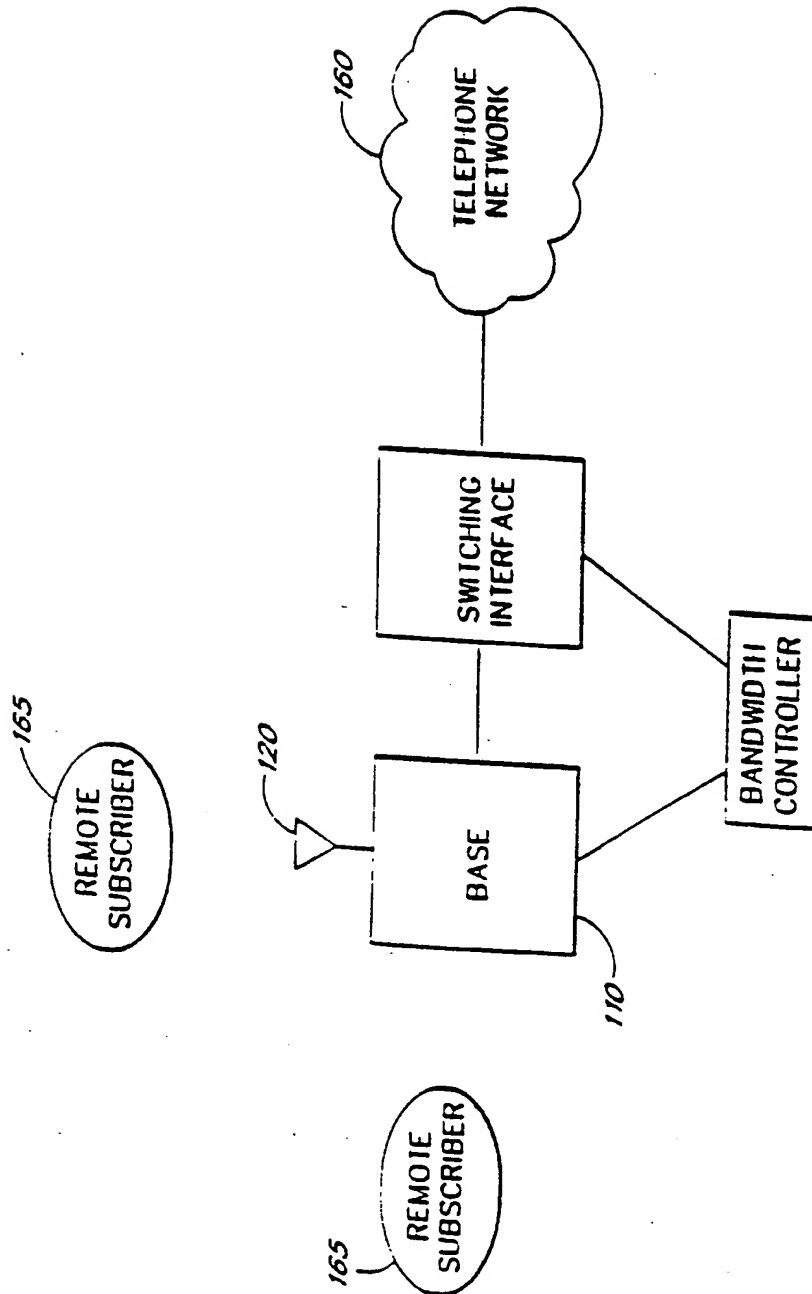 165
REMOTE
SUBSCRIBER
165
REMOTE
SUBSCRIBER
120
BASE
110
SWITCHING
INTERFACE
BANDWIDTH
CONTROLLER
160
TELEPHONE
NETWORK